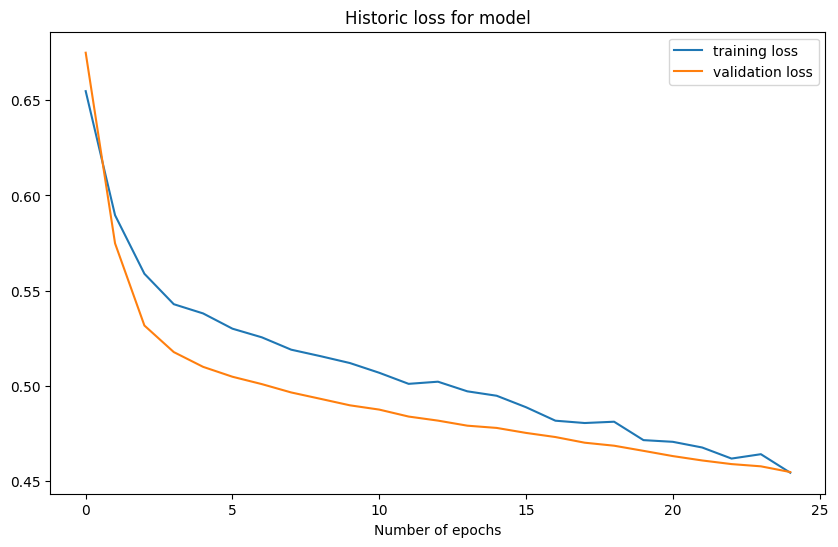 Historic loss for model
training loss
validation loss
0.65
0.60
0.55
0.50
0.45
0 5 10 15 20 25
Number of epochs